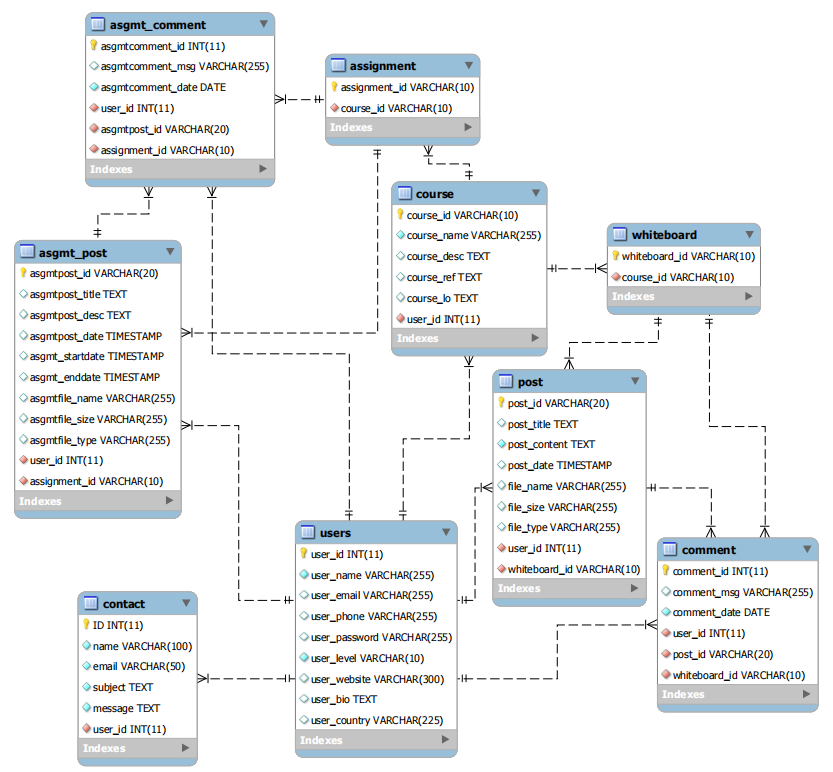 asgmt_comment
asgmtcomment_id INT(11)
asgmtcomment_msg VARCHAR(255)
asgmtcomment_date DATE
user_id INT(11)
asgmtpost_id VARCHAR(20)
assignment_id VARCHAR(10)
Indexes
assignment
assignment_id VARCHAR(10)
course_id VARCHAR(10)
Indexes
course
course_id VARCHAR(10)
course_name VARCHAR(255)
course_desc TEXT
course_ref TEXT
course_lo TEXT
user_id INT(11)
Indexes
whiteboard
whiteboard_id VARCHAR(10)
course_id VARCHAR(10)
Indexes
asgmt_post
asgmtpost_id VARCHAR(20)
asgmtpost_title TEXT
asgmtpost_desc TEXT
asgmtpost_date TIMESTAMP
asgmt_startdate TIMESTAMP
asgmt_enddate TIMESTAMP
asgmtfile_name VARCHAR(255)
asgmtfile_size VARCHAR(255)
asgmtfile_type VARCHAR(255)
user_id INT(11)
assignment_id VARCHAR(10)
Indexes
post
post_id VARCHAR(20)
post_title TEXT
post_content TEXT
post_date TIMESTAMP
file_name VARCHAR(255)
file_size VARCHAR(255)
file_type VARCHAR(255)
user_id INT(11)
whiteboard_id VARCHAR(10)
Indexes
users
user_id INT(11)
user_name VARCHAR(255)
user_email VARCHAR(255)
user_phone VARCHAR(255)
user_password VARCHAR(255)
user_level VARCHAR(10)
user_website VARCHAR(300)
user_bio TEXT
user_country VARCHAR(225)
Indexes
comment
comment_id INT(11)
comment_msg VARCHAR(255)
comment_date DATE
user_id INT(11)
post_id VARCHAR(20)
whiteboard_id VARCHAR(10)
Indexes
contact
ID INT(11)
name VARCHAR(100)
email VARCHAR(50)
subject TEXT
message TEXT
user_id INT(11)
Indexes